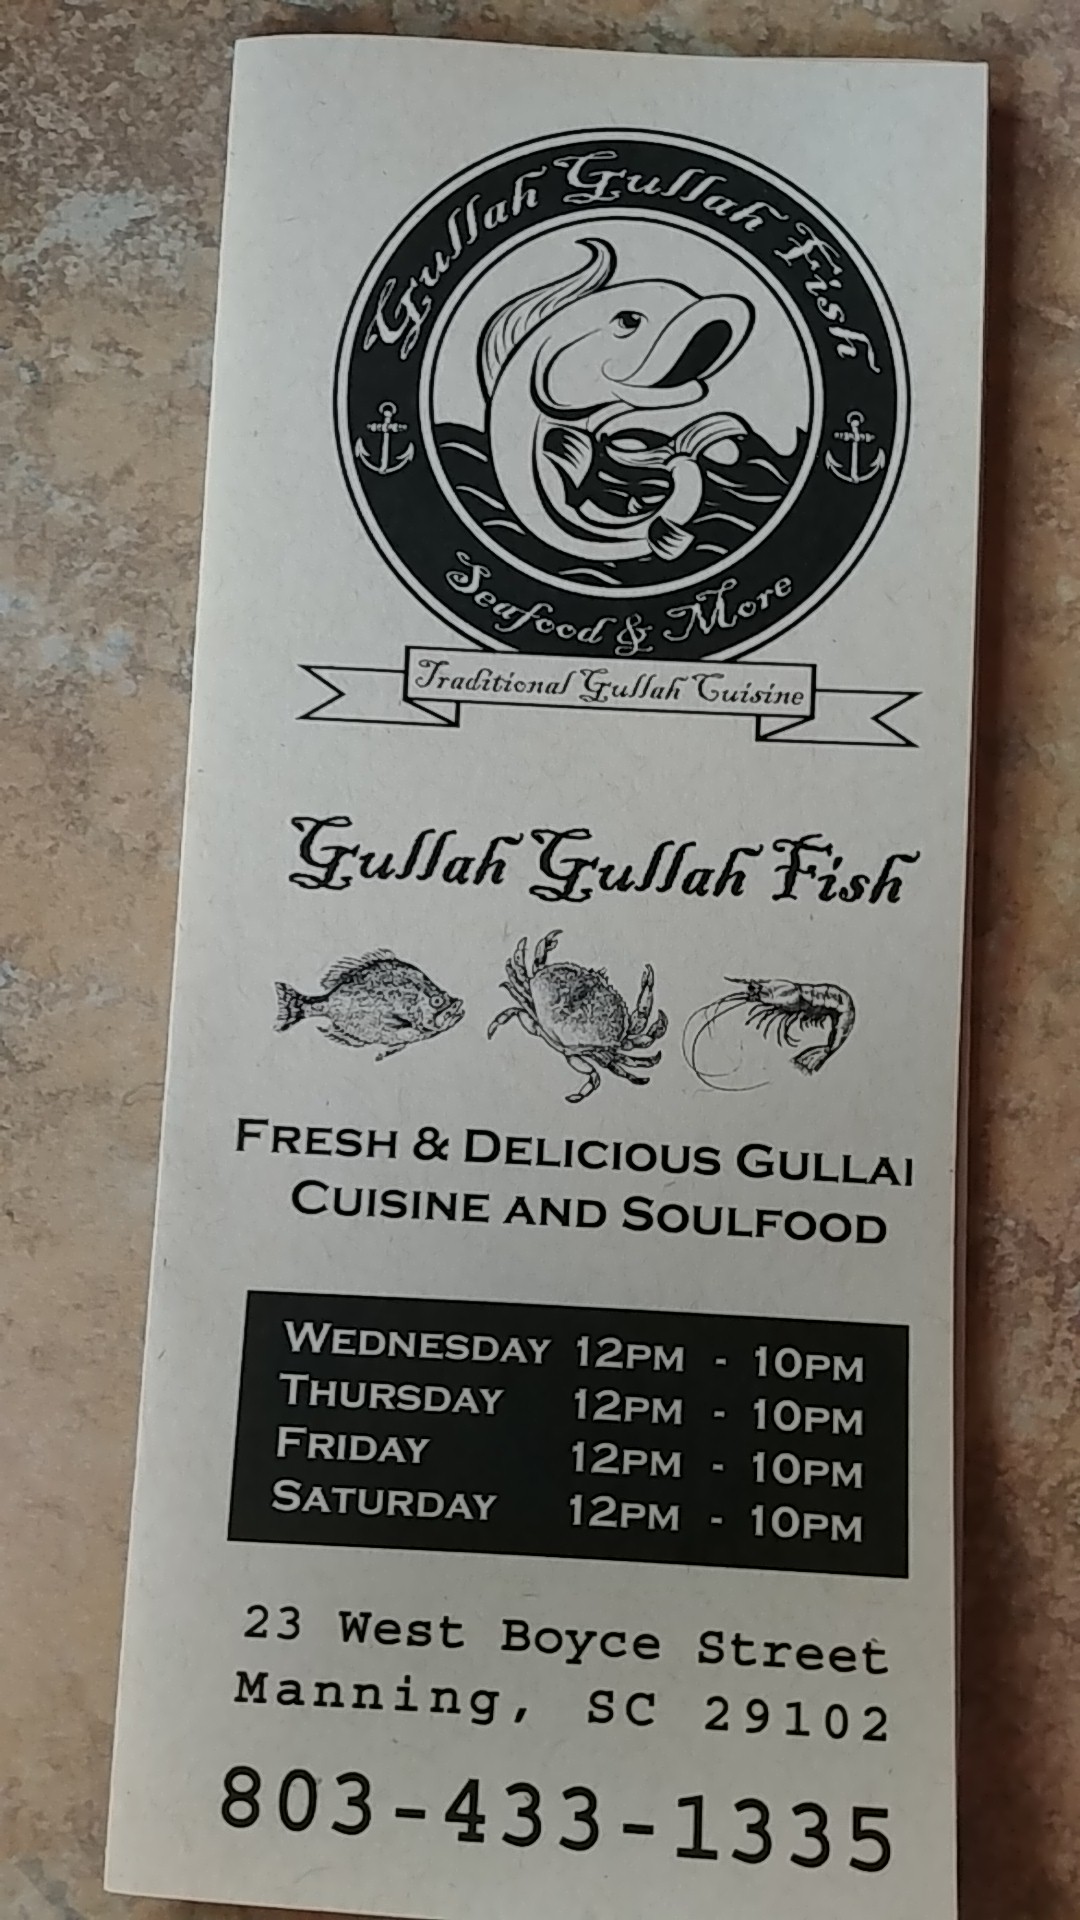 Gullah Gullah Fish
Seafood & More
Traditional Gullah Cuisine
Gullah Gullah Fish
FRESH & DELICIOUS GULLAI
CUISINE AND SOULFOOD
WEDNESDAY 12PM - 10PM
THURSDAY 12PM - 10PM
FRIDAY 12PM - 10PM
SATURDAY 12PM - 10PM
23 West Boyce Street
Manning, SC 29102
803-433-1335